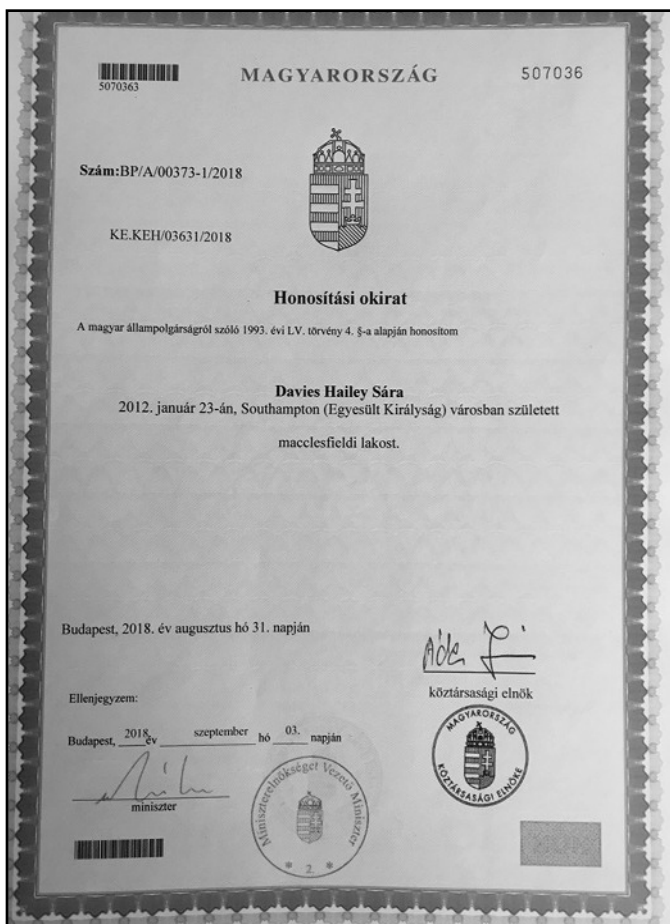 MAGYARORSZÁG
507036
5070363
Szám:BP/A/00373-1/2018
KE.KEH/03631/2018
Honosítási okirat
A magyar állampolgárságról szóló 1993. évi LV. törvény 4. §-a alapján honosítom
Davies Hailey Sára
2012. január 23-án, Southampton (Egyesült Királyság) városban született
macclesfieldi lakost.
Budapest, 2018. év augusztus hó 31. napján
köztársasági elnök
Ellenjegyzem:
Budapest, 2018. év szeptember hó 03. napján
miniszter
MAGYARORSZÁG
KÖZTÁRSASÁGI ELNÖKE
Miniszterelnökséget Vezető Miniszter
* 2. *